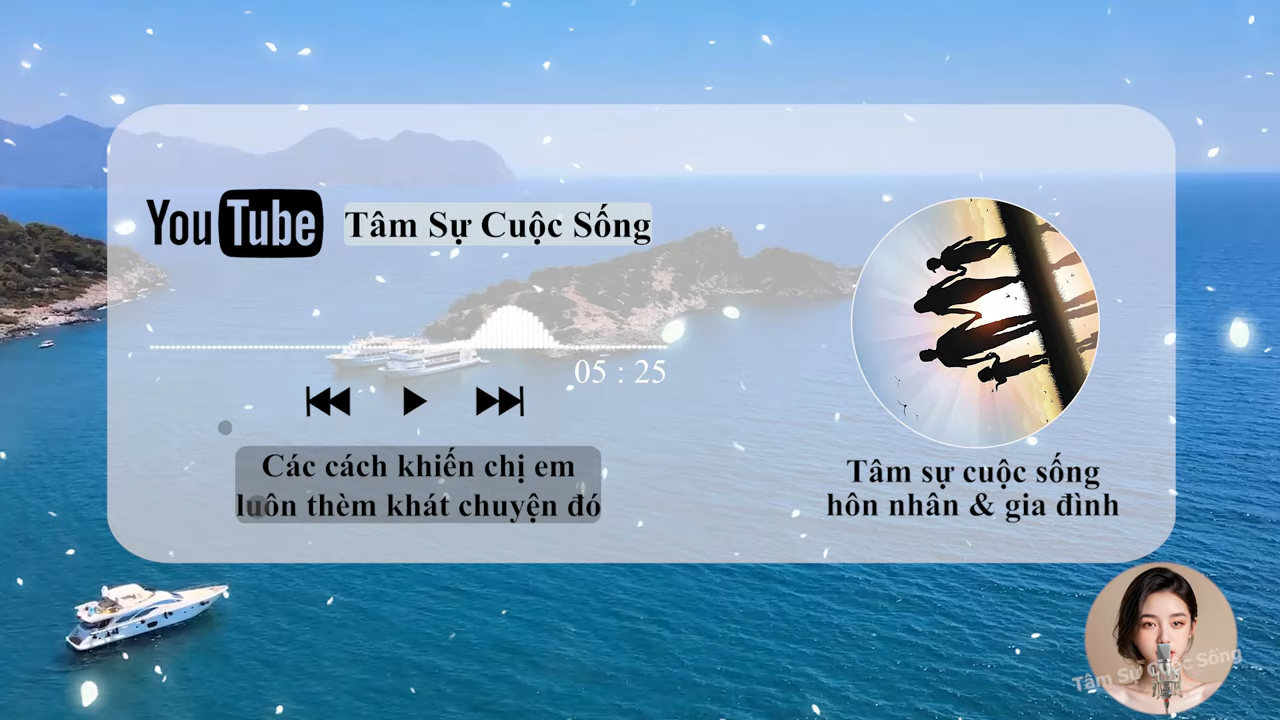 YouTube Tâm Sự Cuộc Sống
05 : 25
Các cách khiến chị em
luôn thèm khát chuyện đó
Tâm sự cuộc sống
hôn nhân & gia đình
Tâm Sự Cuộc Sống